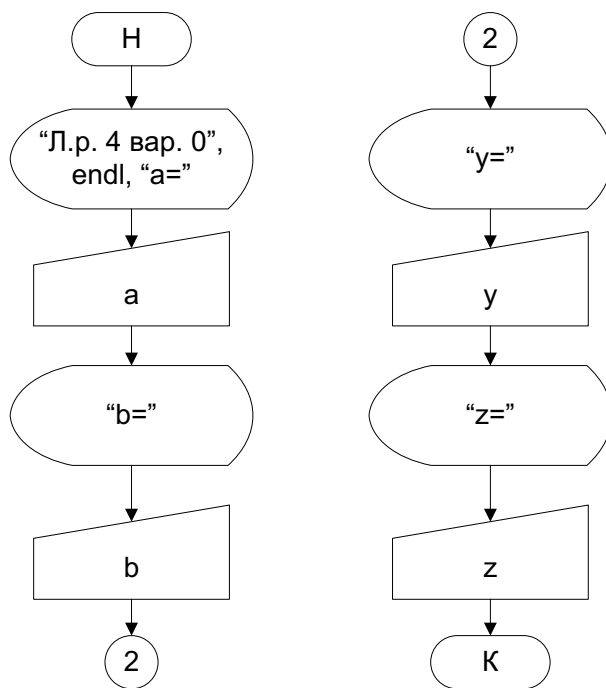 Н
“Л.р. 4 вар. 0”,
endl, “a=”
a
“b=”
b
2
2
“y=”
y
“z=”
z
К